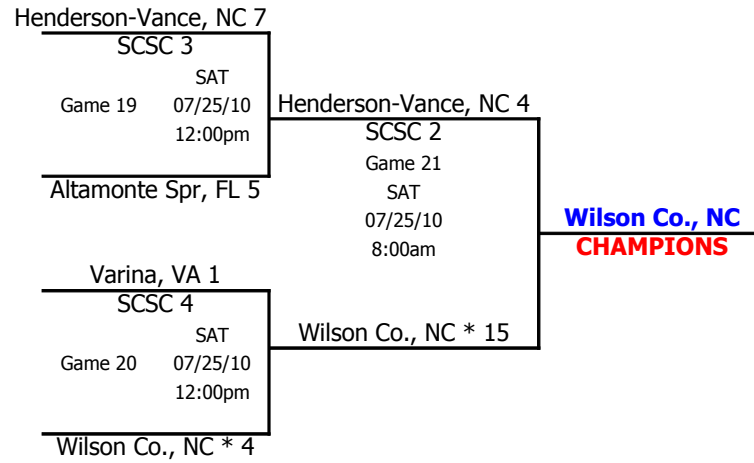 Henderson-Vance, NC 7
SCSC 3
SAT
Game 19 07/25/10
12:00pm
Altamonte Spr, FL 5
Henderson-Vance, NC 4
SCSC 2
Game 21
SAT
07/25/10
8:00am
Wilson Co., NC
CHAMPIONS
Varina, VA 1
SCSC 4
SAT
Game 20 07/25/10
12:00pm
Wilson Co., NC * 4
Wilson Co., NC * 15